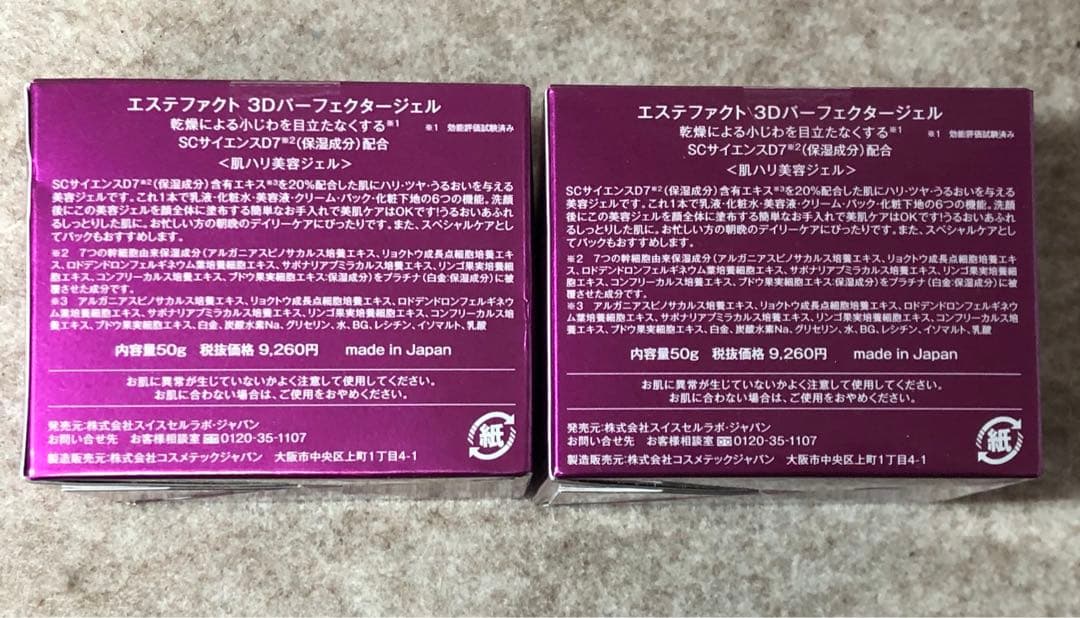 エステファクト 3Dパーフェクタージェル
乾燥による小じわを目立たなくする※1 ※1 効能評価試験済み
SCサイエンスD7※2(保湿成分)配合
＜肌ハリ美容ジェル＞
SCサイエンスD7※2(保湿成分)含有エキス※3を20%配合した肌にハリ・ツヤ・うるおいを与える
美容ジェルです。これ1本で乳液・化粧水・美容液・クリーム・パック・化粧下地の6つの機能。洗顔
後にこの美容ジェルを顔全体に塗布する簡単なお手入れで美肌ケアはOKです!うるおいあふれ
るしっとりした肌に。お忙しい方の朝晩のデイリーケアにぴったりです。また、スペシャルケアとし
てパックもおすすめします。
※2 7つの幹細胞由来保湿成分(アルガニアスピノサカルス培養エキス、リョクトウ成長点細胞培養エキ
ス、ロドデンドロンフェルギネウム葉培養細胞エキス、サポナリアプミラカルス培養エキス、リンゴ果実培養細
胞エキス、コンフリーカルス培養エキス、ブドウ果実細胞エキス:保湿成分)をプラチナ(白金:保湿成分)に被
覆させた成分です。
※3 アルガニアスピノサカルス培養エキス、リョクトウ成長点細胞培養エキス、ロドデンドロンフェルギネウ
ム葉培養細胞エキス、サポナリアプミラカルス培養エキス、リンゴ果実培養細胞エキス、コンフリーカルス培
養エキス、ブドウ果実細胞エキス、白金、炭酸水素Na、グリセリン、水、BG、レシチン、イソマルト、乳酸
内容量50g 税抜価格 9,260円 made in Japan
お肌に異常が生じていないかよく注意して使用してください。
お肌に合わない場合は、ご使用をおやめください。
発売元:株式会社スイスセルラボ・ジャパン
お問い合せ先 お客様相談室 0120-35-1107
製造販売元:株式会社コスメテックジャパン 大阪市中央区上町1丁目4-1
紙
エステファクト 3Dパーフェクタージェル
乾燥による小じわを目立たなくする※1 ※1 効能評価試験済み
SCサイエンスD7※2(保湿成分)配合
＜肌ハリ美容ジェル＞
SCサイエンスD7※2(保湿成分)含有エキス※3を20%配合した肌にハリ・ツヤ・うるおいを与える
美容ジェルです。これ1本で乳液・化粧水・美容液・クリーム・パック・化粧下地の6つの機能。洗顔
後にこの美容ジェルを顔全体に塗布する簡単なお手入れで美肌ケアはOKです!うるおいあふれ
るしっとりした肌に。お忙しい方の朝晩のデイリーケアにぴったりです。また、スペシャルケアとし
てパックもおすすめします。
※2 7つの幹細胞由来保湿成分(アルガニアスピノサカルス培養エキス、リョクトウ成長点細胞培養エキ
ス、ロドデンドロンフェルギネウム葉培養細胞エキス、サポナリアプミラカルス培養エキス、リンゴ果実培養細
胞エキス、コンフリーカルス培養エキス、ブドウ果実細胞エキス:保湿成分)をプラチナ(白金:保湿成分)に被
覆させた成分です。
※3 アルガニアスピノサカルス培養エキス、リョクトウ成長点細胞培養エキス、ロドデンドロンフェルギネウ
ム葉培養細胞エキス、サポナリアプミラカルス培養エキス、リンゴ果実培養細胞エキス、コンフリーカルス培
養エキス、ブドウ果実細胞エキス、白金、炭酸水素Na、グリセリン、水、BG、レシチン、イソマルト、乳酸
内容量50g 税抜価格 9,260円 made in Japan
お肌に異常が生じていないかよく注意して使用してください。
お肌に合わない場合は、ご使用をおやめください。
発売元:株式会社スイスセルラボ・ジャパン
お問い合せ先 お客様相談室 0120-35-1107
製造販売元:株式会社コスメテックジャパン 大阪市中央区上町1丁目4-1
紙